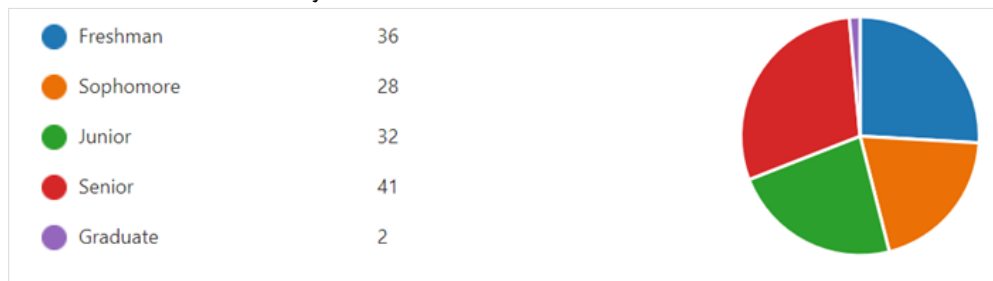 Freshman 36
Sophomore 28
Junior 32
Senior 41
Graduate 2